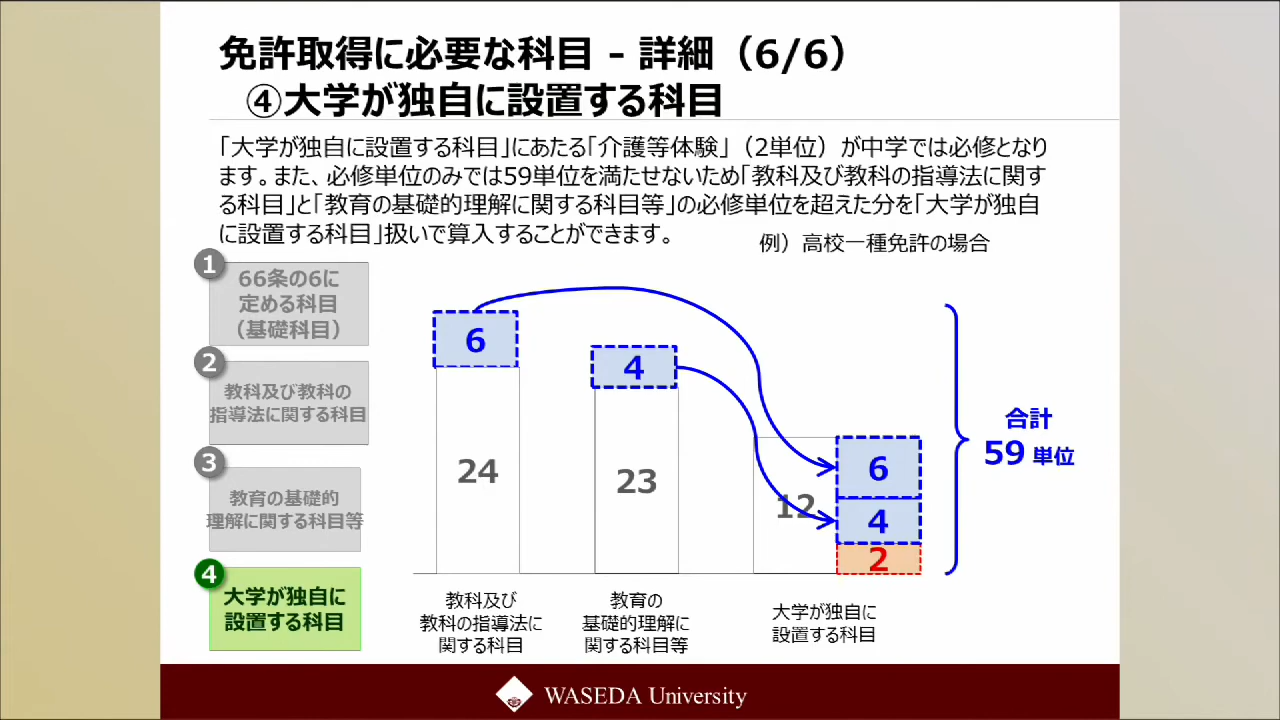 免許取得に必要な科目 – 詳細（6/6）
④大学が独自に設置する科目
「大学が独自に設置する科目」にあたる「介護等体験」（2単位）が中学では必修となり
ます。また、必修単位のみでは59単位を満たせないため「教科及び教科の指導法に関す
る科目」と「教育の基礎的理解に関する科目等」の必修単位を超えた分を「大学が独自
に設置する科目」扱いで算入することができます。
例）高校一種免許の場合
1
66条の6に
定める科目
（基礎科目）
2
教科及び教科の
指導法に関する科目
3
教育の基礎的
理解に関する科目等
4
大学が独自に
設置する科目
6
24
4
23
12
6
4
2
合計
59 単位
教科及び
教科の指導法に
関する科目
教育の
基礎的理解に
関する科目等
大学が独自に
設置する科目
WASEDA University